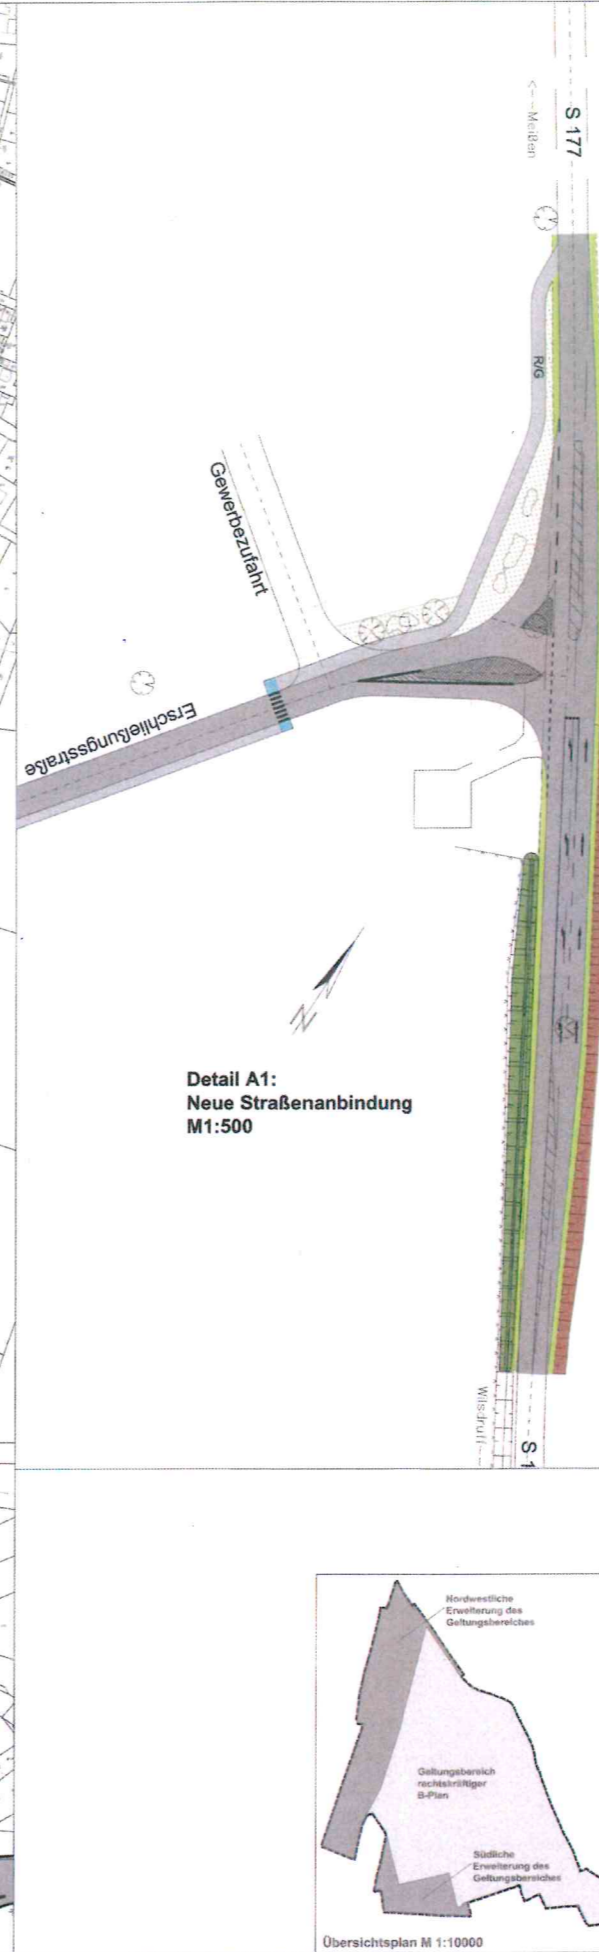 S 177
<--Meißen
R/G
Gewerbezufahrt
Erschließungsstraße
N
Detail A1:
Neue Straßenanbindung
M1:500
Wilsdruff-->
S 1
Nordwestliche
Erweiterung des
Geltungsbereiches
Geltungsbereich
rechtskräftiger
B-Plan
Südliche
Erweiterung des
Geltungsbereiches
Übersichtsplan M 1:10000